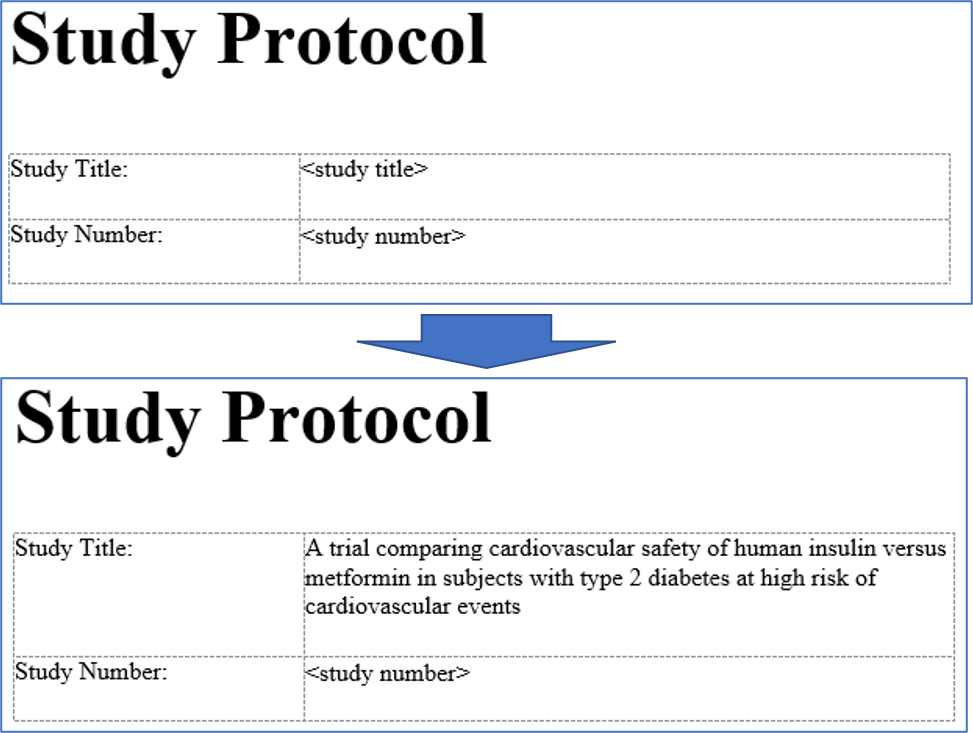 Study Protocol
Study Title:
<study title>
Study Number:
<study number>
Study Protocol
Study Title:
A trial comparing cardiovascular safety of human insulin versus
metformin in subjects with type 2 diabetes at high risk of
cardiovascular events
Study Number:
<study number>